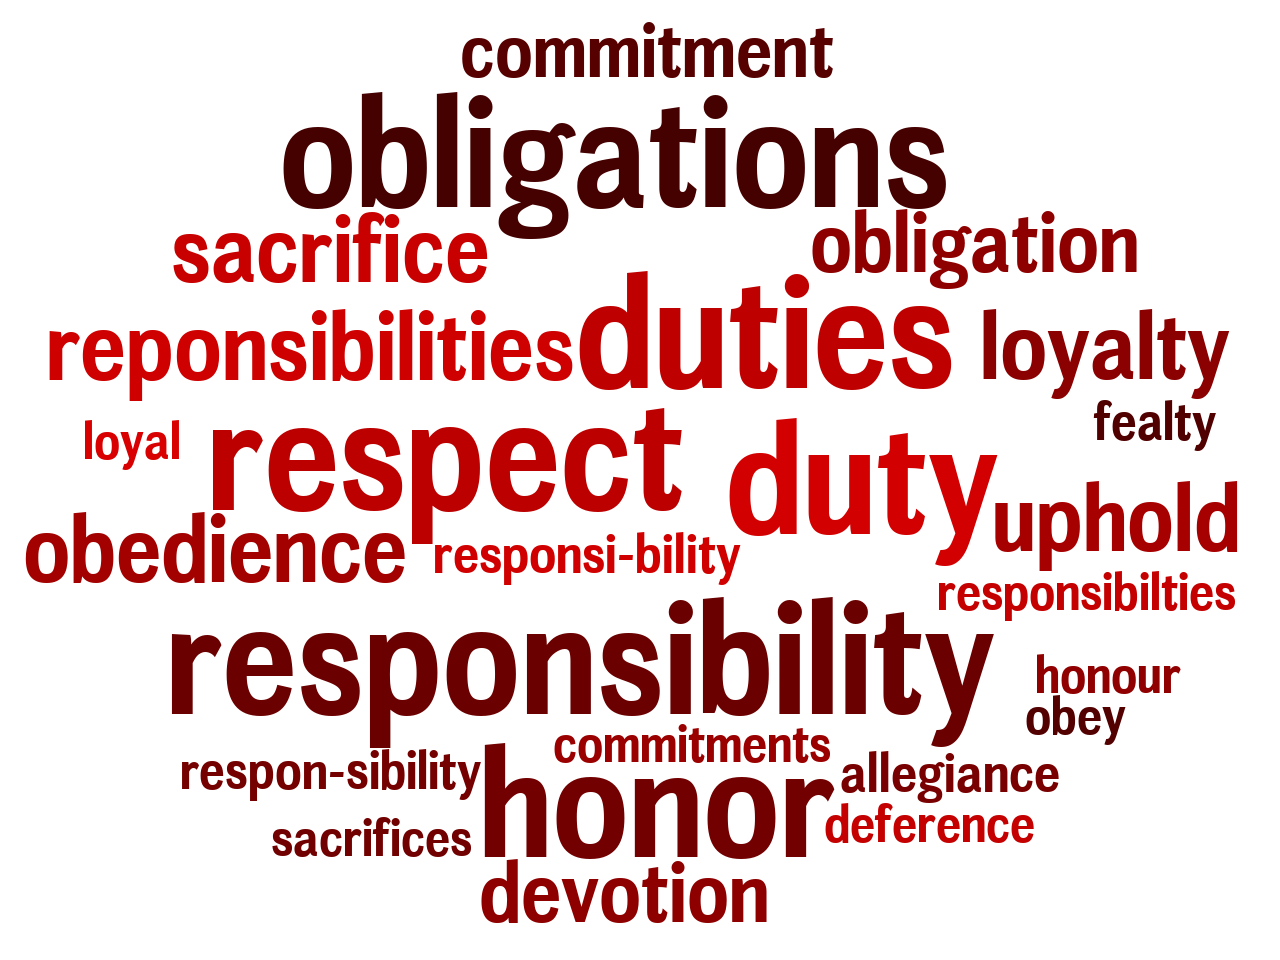 commitment
obligations
sacrifice
obligation
reponsibilities
duties
loyalty
loyal
respect
duty
fealty
uphold
obedience
responsi-bility
responsibilties
responsibility
honour
obey
respon-sibility
commitments
honor
allegiance
sacrifices
deference
devotion